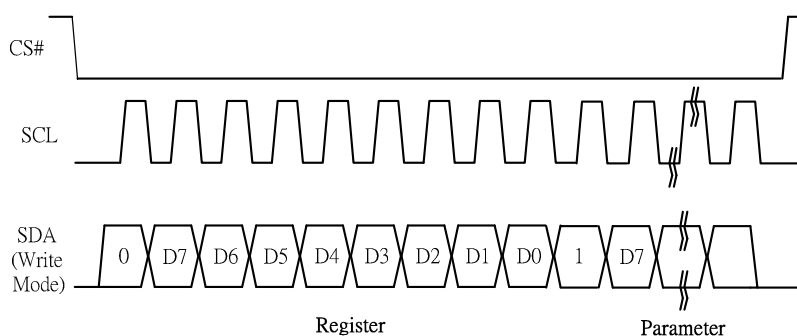 CS#
SCL
SDA
(Write
Mode)
0 D7 D6 D5 D4 D3 D2 D1 D0 1 D7
Register
Parameter